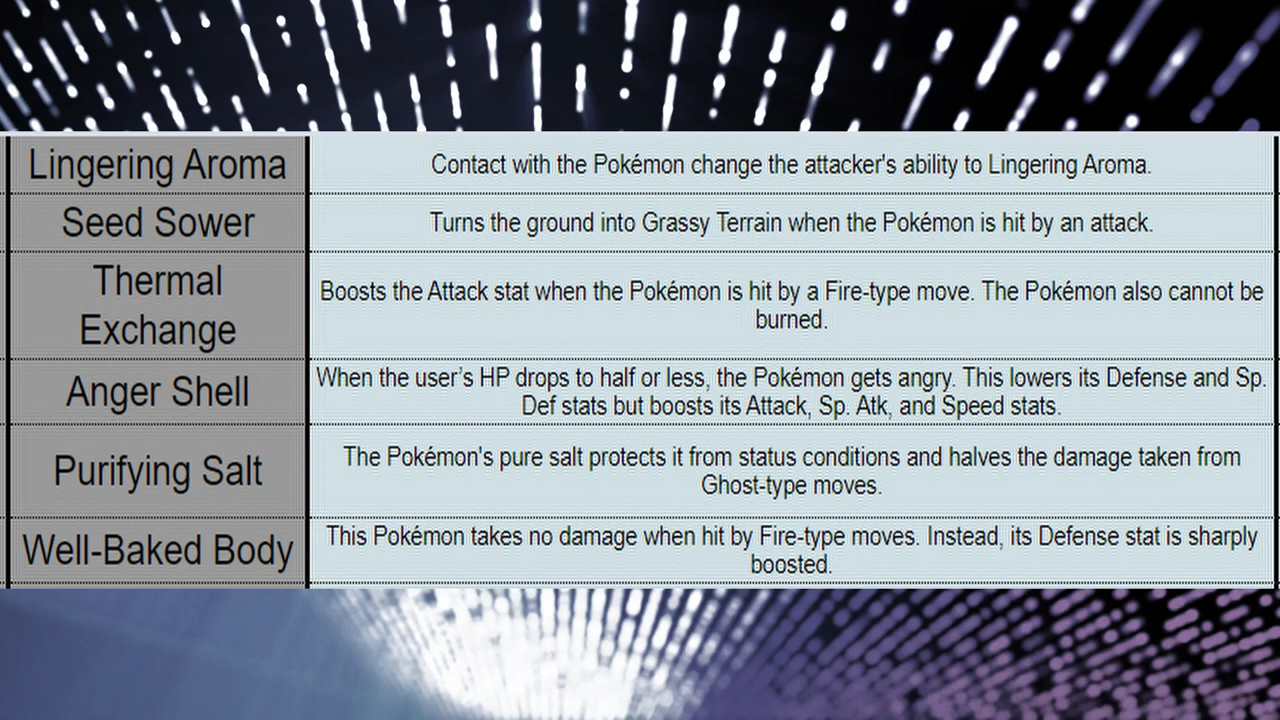 Lingering Aroma
Contact with the Pokémon change the attacker's ability to Lingering Aroma.
Seed Sower
Turns the ground into Grassy Terrain when the Pokémon is hit by an attack.
Thermal
Exchange
Boosts the Attack stat when the Pokémon is hit by a Fire-type move. The Pokémon also cannot be
burned.
Anger Shell
When the user’s HP drops to half or less, the Pokémon gets angry. This lowers its Defense and Sp.
Def stats but boosts its Attack, Sp. Atk, and Speed stats.
Purifying Salt
The Pokémon's pure salt protects it from status conditions and halves the damage taken from
Ghost-type moves.
Well-Baked Body
This Pokémon takes no damage when hit by Fire-type moves. Instead, its Defense stat is sharply
boosted.